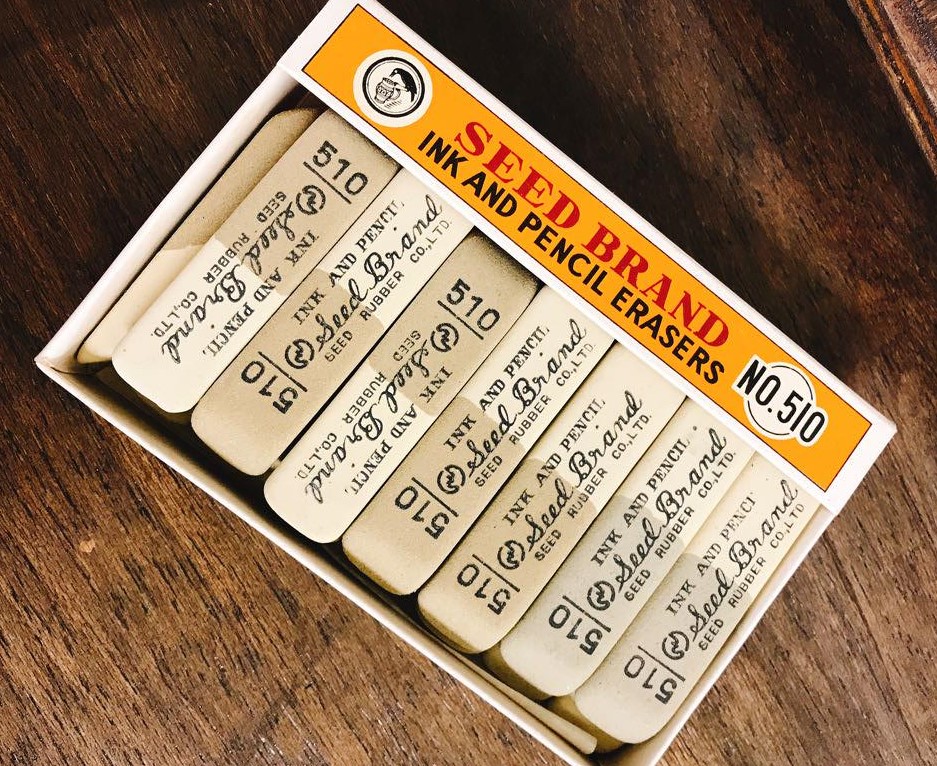 SEED BRAND
INK AND PENCIL ERASERS
NO.510
510
INK AND PENCIL
Seed Brand
SEED RUBBER CO.,LTD.
510
INK AND PENCIL
Seed Brand
SEED RUBBER CO.,LTD.
510
INK AND PENCIL
Seed Brand
SEED RUBBER CO.,LTD.
510
INK AND PENCIL
Seed Brand
SEED RUBBER CO.,LTD.
510
INK AND PENCIL
Seed Brand
SEED RUBBER CO.,LTD.
510
INK AND PENCIL
Seed Brand
SEED RUBBER CO.,LTD.
510
INK AND PENCI
Seed Brand
SEED RUBBER CO.,LTD